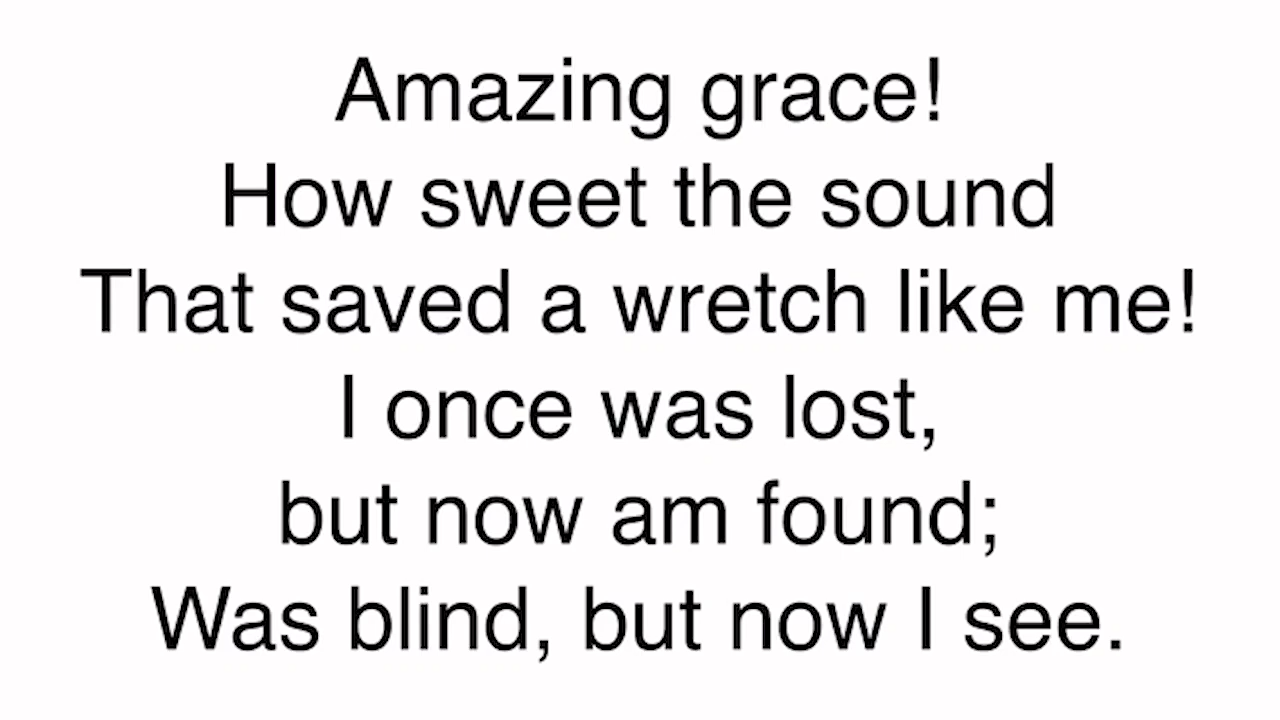 Amazing grace!
How sweet the sound
That saved a wretch like me!
I once was lost,
but now am found;
Was blind, but now I see.